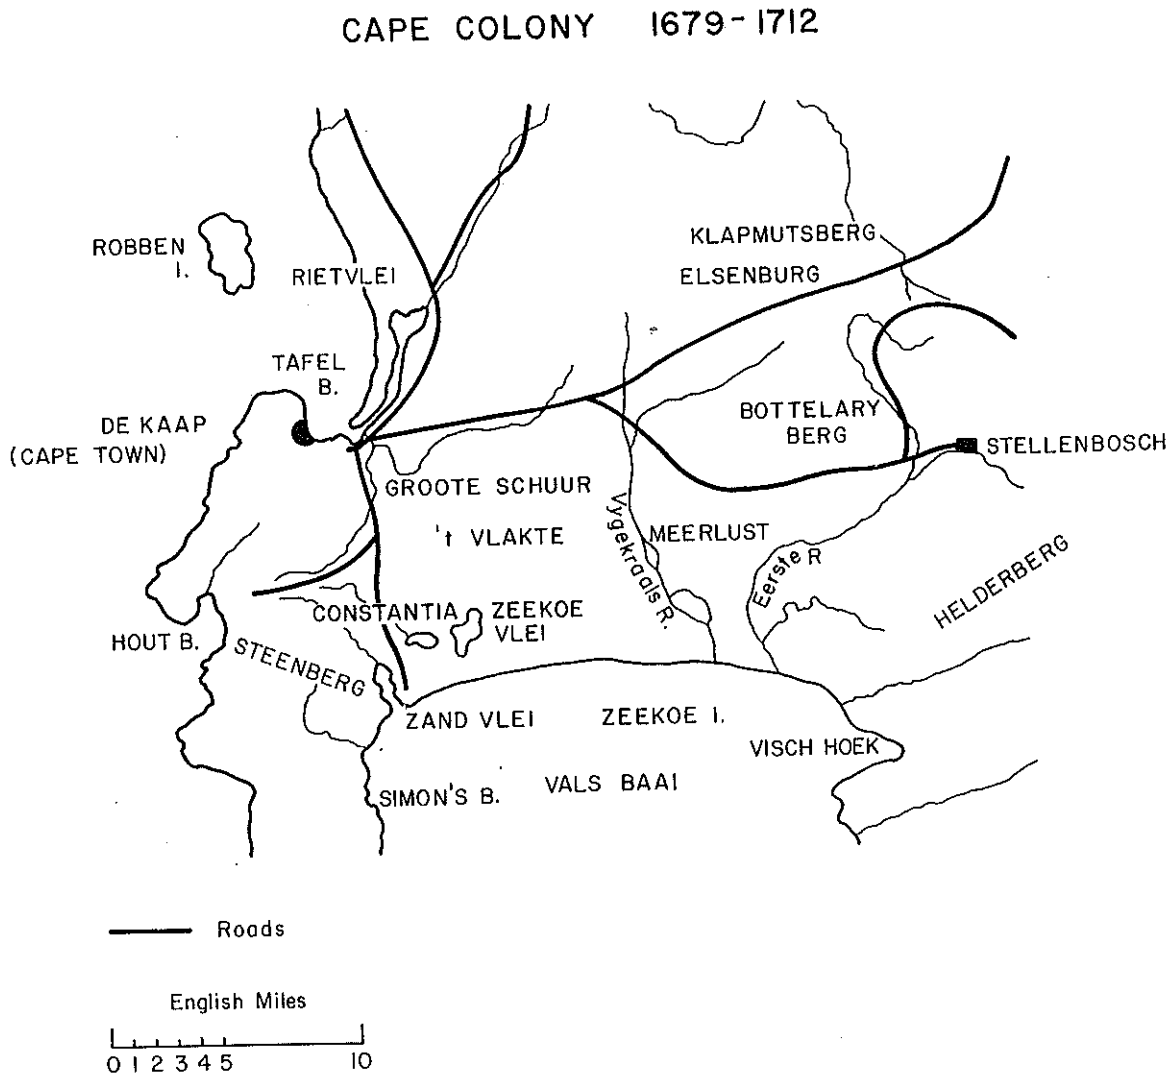 CAPE COLONY 1679-1712
ROBBEN
I.
RIETVLEI
KLAPMUTSBERG
ELSENBURG
TAFEL
B.
DE KAAP
(CAPE TOWN)
BOTTELARY
BERG
STELLENBOSCH
GROOTE SCHUUR
't VLAKTE
Vygekraals R.
MEERLUST
Eerste R
HELDERBERG
CONSTANTIA
ZEEKOE
VLEI
HOUT B.
STEENBERG
ZAND VLEI
ZEEKOE I.
VISCH HOEK
SIMON'S B.
VALS BAAI
Roads
English Miles
0 1 2 3 4 5 10